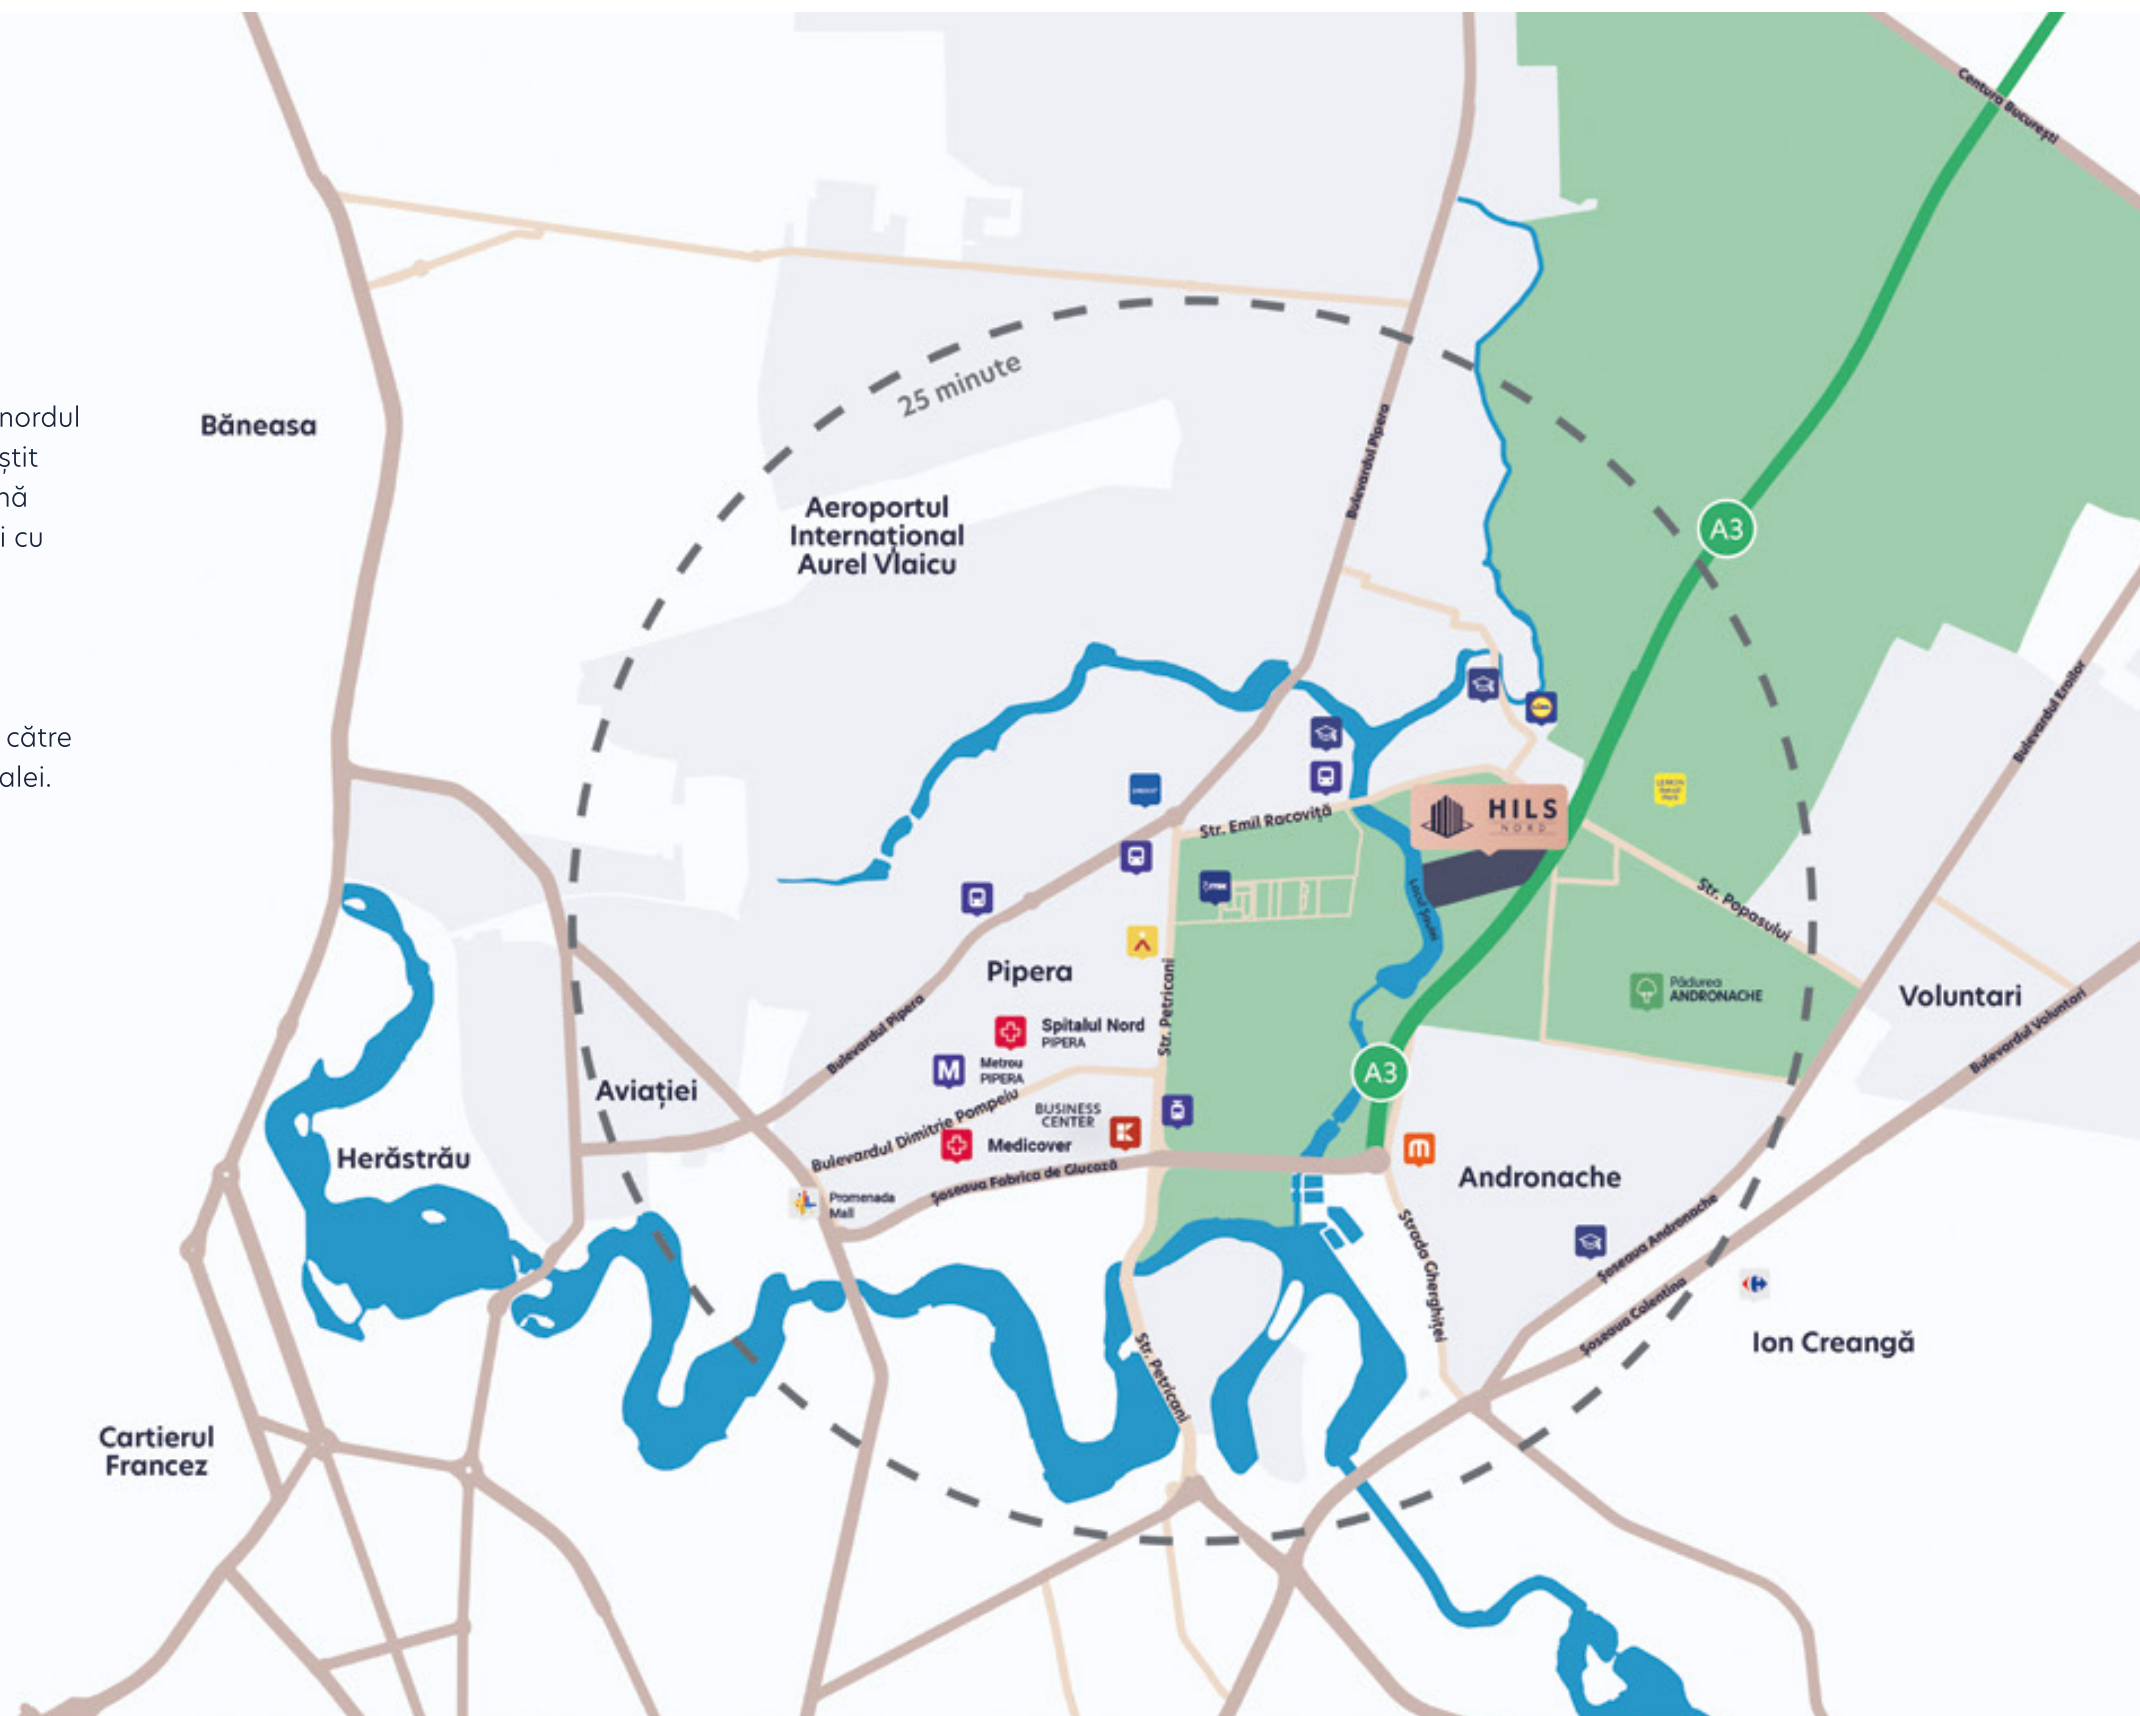 Centura București
nordul
știt
nă
i cu
către
alei.
25 minute
Băneasa
Bulevardul Pipera
Aeroportul
Internațional
Aurel Vlaicu
A3
Bulevardul Eroilor
HILS
NORD
Str. Emil Racoviță
Lacul
Str. Popasului
Pipera
Str. Petricani
Pădurea
ANDRONACHE
Voluntari
Bulevardul Voluntari
Bulevardul Pipera
Spitalul Nord
PIPERA
M
Metrou
PIPERA
A3
Aviației
Bulevardul Dimitrie Pompeiu
BUSINESS
CENTER
K
Medicover
m
Herăstrău
Șoseaua Fabrica de Glucoză
Promenada
Mall
Andronache
Strada Gherghiței
Șoseaua Andronache
Șoseaua Colentina
Ion Creangă
Str. Petricani
Cartierul
Francez